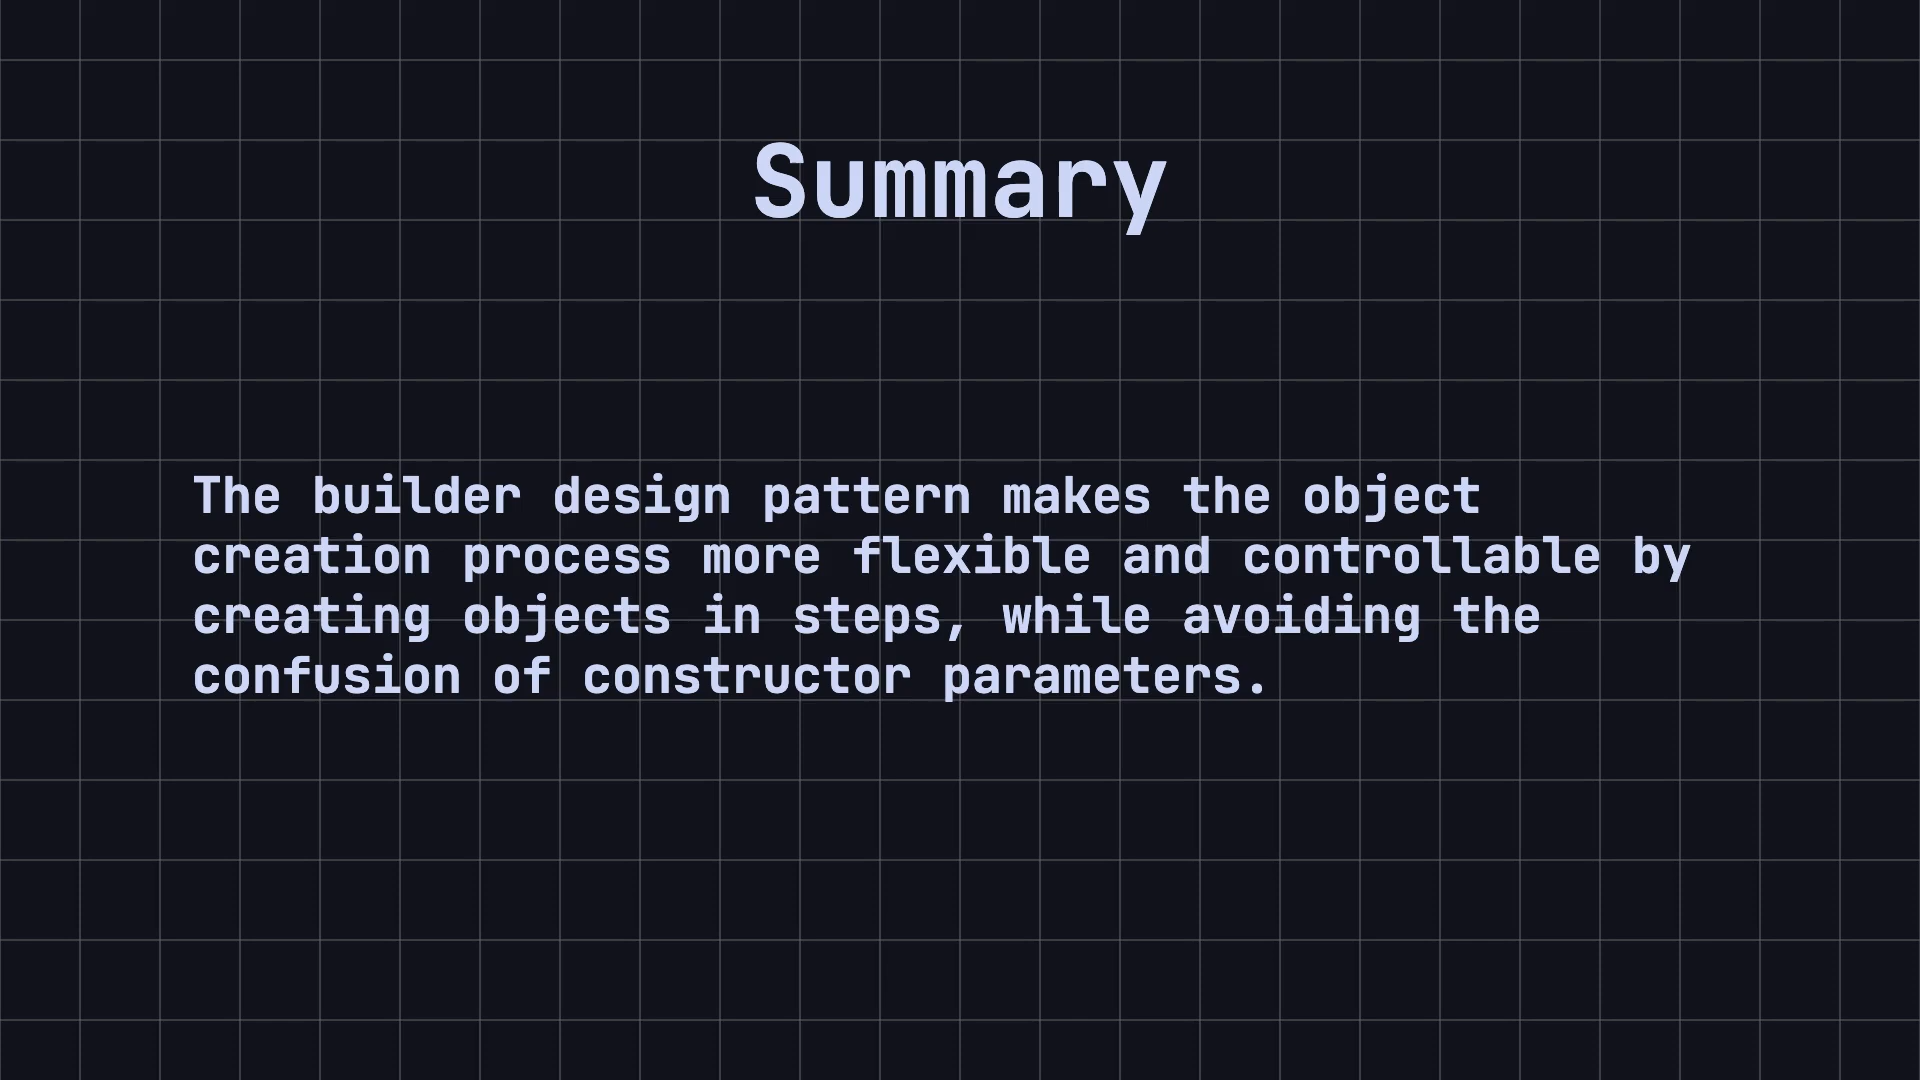 Summary
The builder design pattern makes the object
creation process more flexible and controllable by
creating objects in steps, while avoiding the
confusion of constructor parameters.